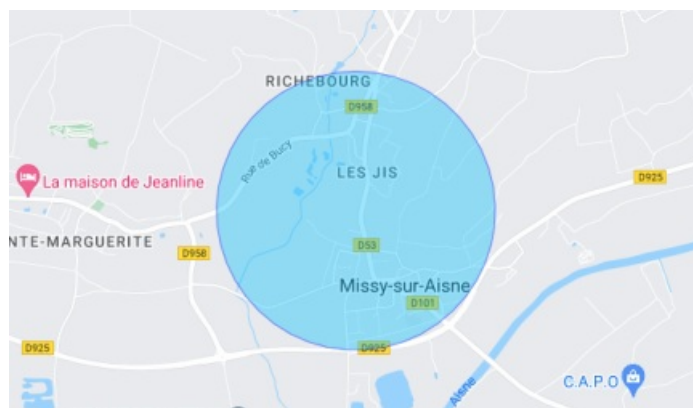 RICHEBOURG
D958
Rue de Bucy
LES JIS
D925
La maison de Jeanline
NTE-MARGUERITE
D958
D53
Missy-sur-Aisne
D101
D925
D925
Aisne
C.A.P.O